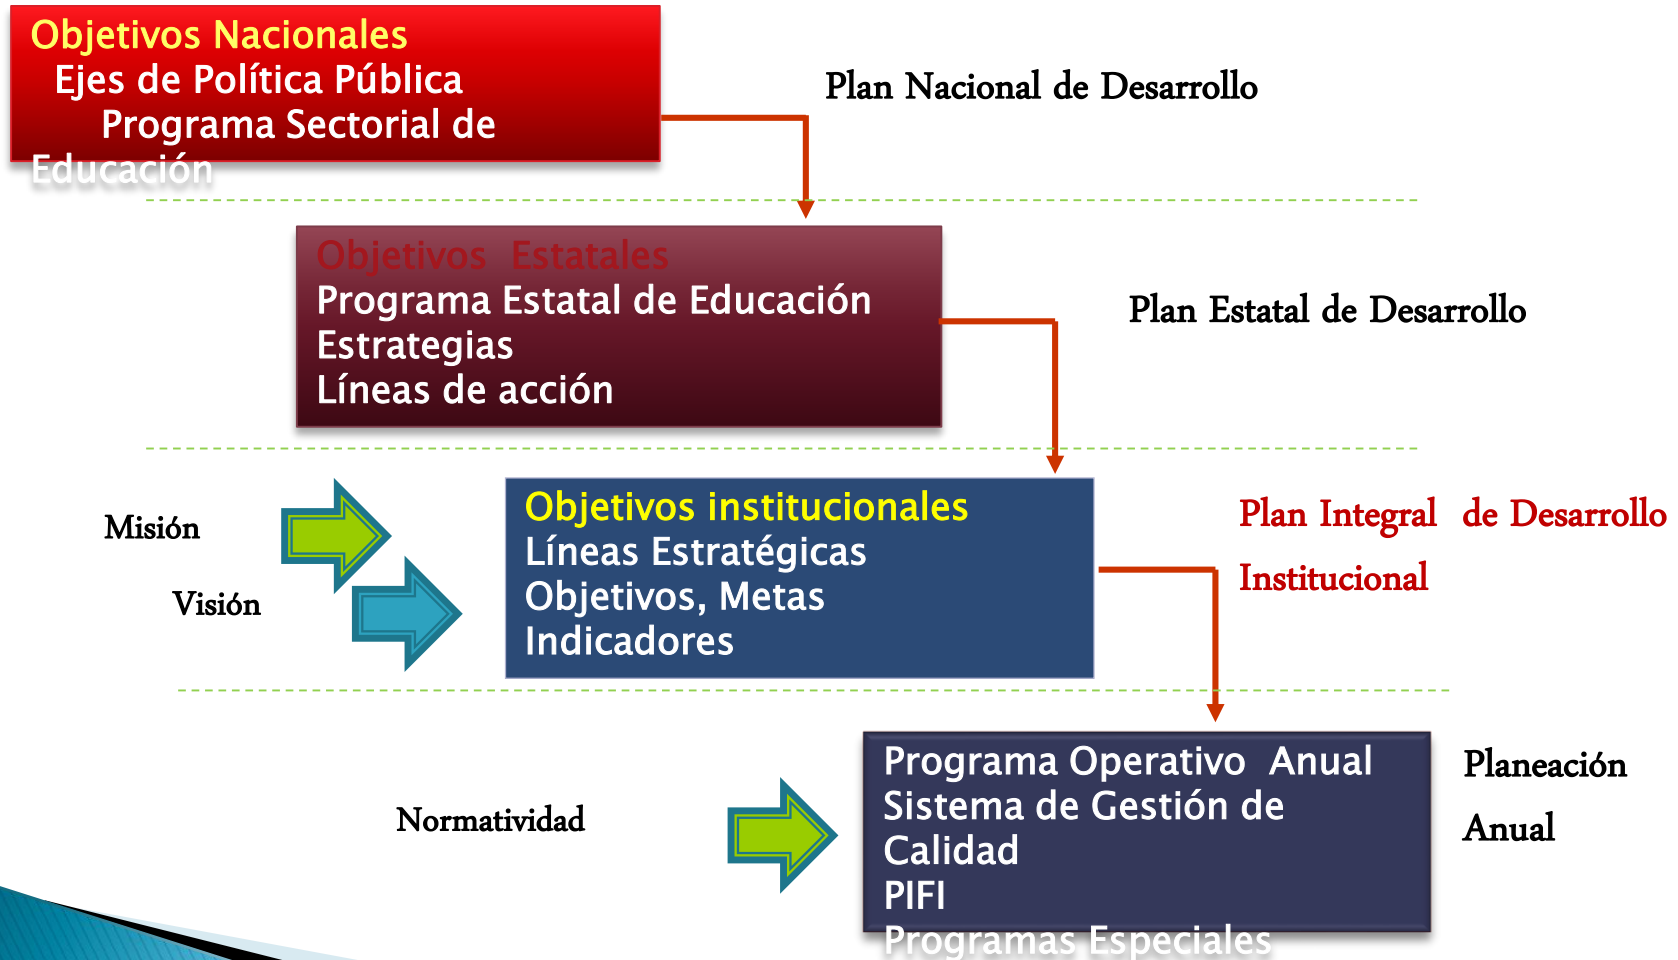 Objetivos Nacionales
Ejes de Política Pública
Programa Sectorial de
Educación
Plan Nacional de Desarrollo
Objetivos Estatales
Programa Estatal de Educación
Estrategias
Líneas de acción
Plan Estatal de Desarrollo
Misión
Visión
Objetivos institucionales
Líneas Estratégicas
Objetivos, Metas
Indicadores
Plan Integral de Desarrollo
Institucional
Normatividad
Programa Operativo Anual
Sistema de Gestión de
Calidad
PIFI
Programas Especiales
Planeación
Anual